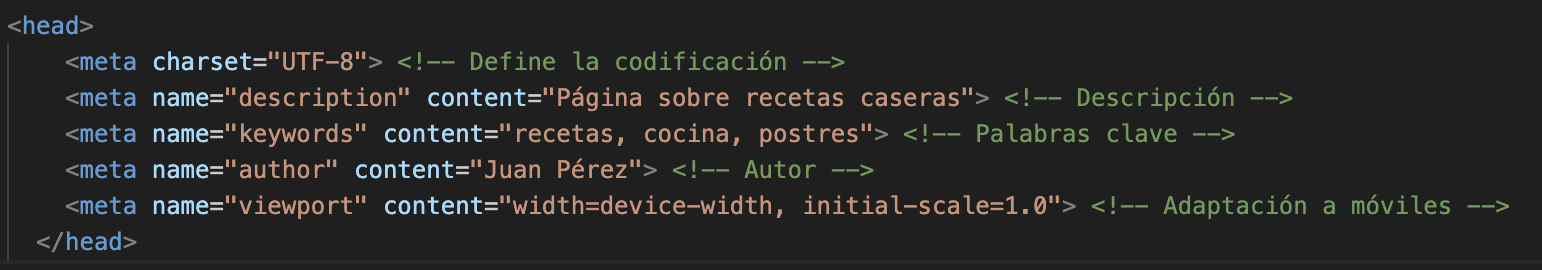 <head>
<meta charset="UTF-8"> <!-- Define la codificación -->
<meta name="description" content="Página sobre recetas caseras"> <!-- Descripción -->
<meta name="keywords" content="recetas, cocina, postres"> <!-- Palabras clave -->
<meta name="author" content="Juan Pérez"> <!-- Autor -->
<meta name="viewport" content="width=device-width, initial-scale=1.0"> <!-- Adaptación a móviles -->
</head>